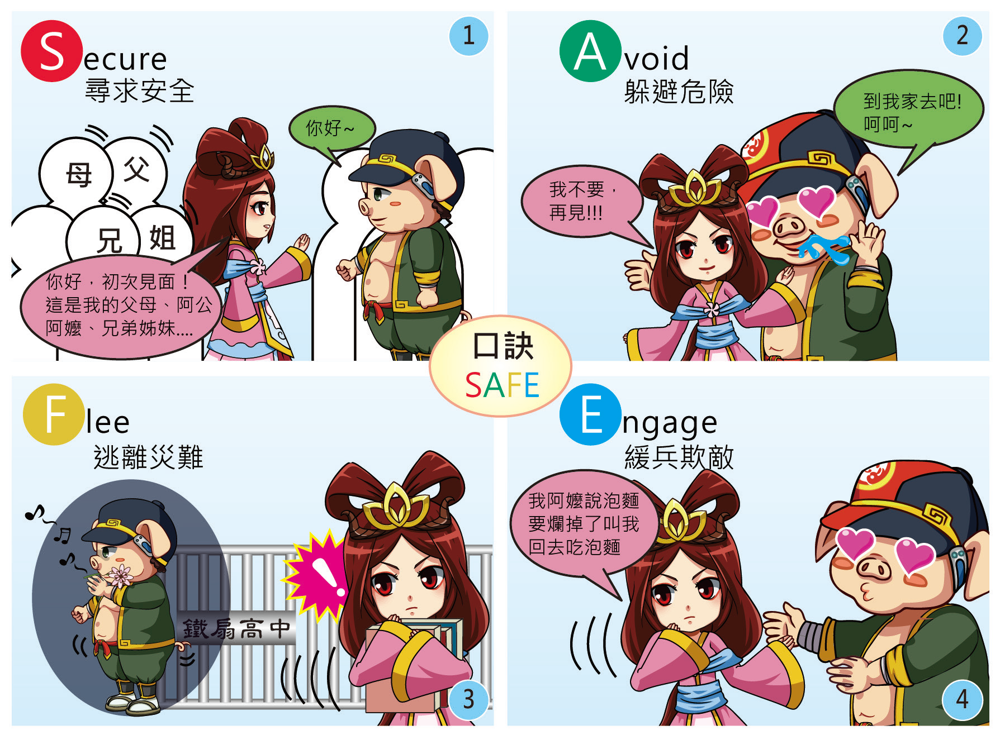 Secure
尋求安全
1
母
父
兄
姐
你好~
你好，初次見面！
這是我的父母、阿公
阿嬤、兄弟姊妹....
Avoid
躲避危險
2
到我家去吧!
呵呵~
我不要，
再見!!!
口訣
SAFE
Flee
逃離災難
鐵扇高中
!
3
Engage
緩兵欺敵
我阿嬤說泡麵
要爛掉了叫我
回去吃泡麵
4